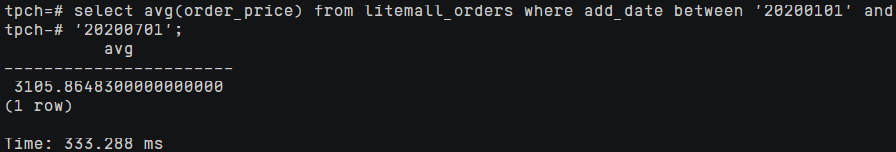 tpch=# select avg(order_price) from litemall_orders where add_date between '20200101' and
tpch-# '20200701';
avg
-----------------------
3105.8648300000000000
(1 row)
Time: 333.288 ms